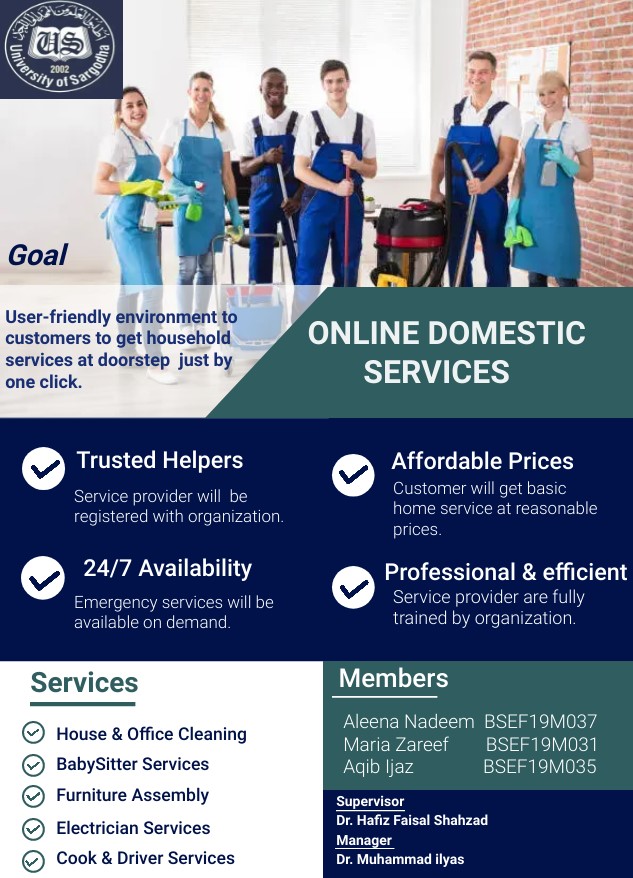 US
2002
University of Sargodha
Goal
User-friendly environment to
customers to get household
services at doorstep just by
one click.
ONLINE DOMESTIC
SERVICES
Trusted Helpers
Service provider will be
registered with organization.
Affordable Prices
Customer will get basic
home service at reasonable
prices.
24/7 Availability
Emergency services will be
available on demand.
Professional & efficient
Service provider are fully
trained by organization.
Services
House & Office Cleaning
BabySitter Services
Furniture Assembly
Electrician Services
Cook & Driver Services
Members
Aleena Nadeem BSEF19M037
Maria Zareef BSEF19M031
Aqib Ijaz BSEF19M035
Supervisor
Dr. Hafiz Faisal Shahzad
Manager
Dr. Muhammad ilyas